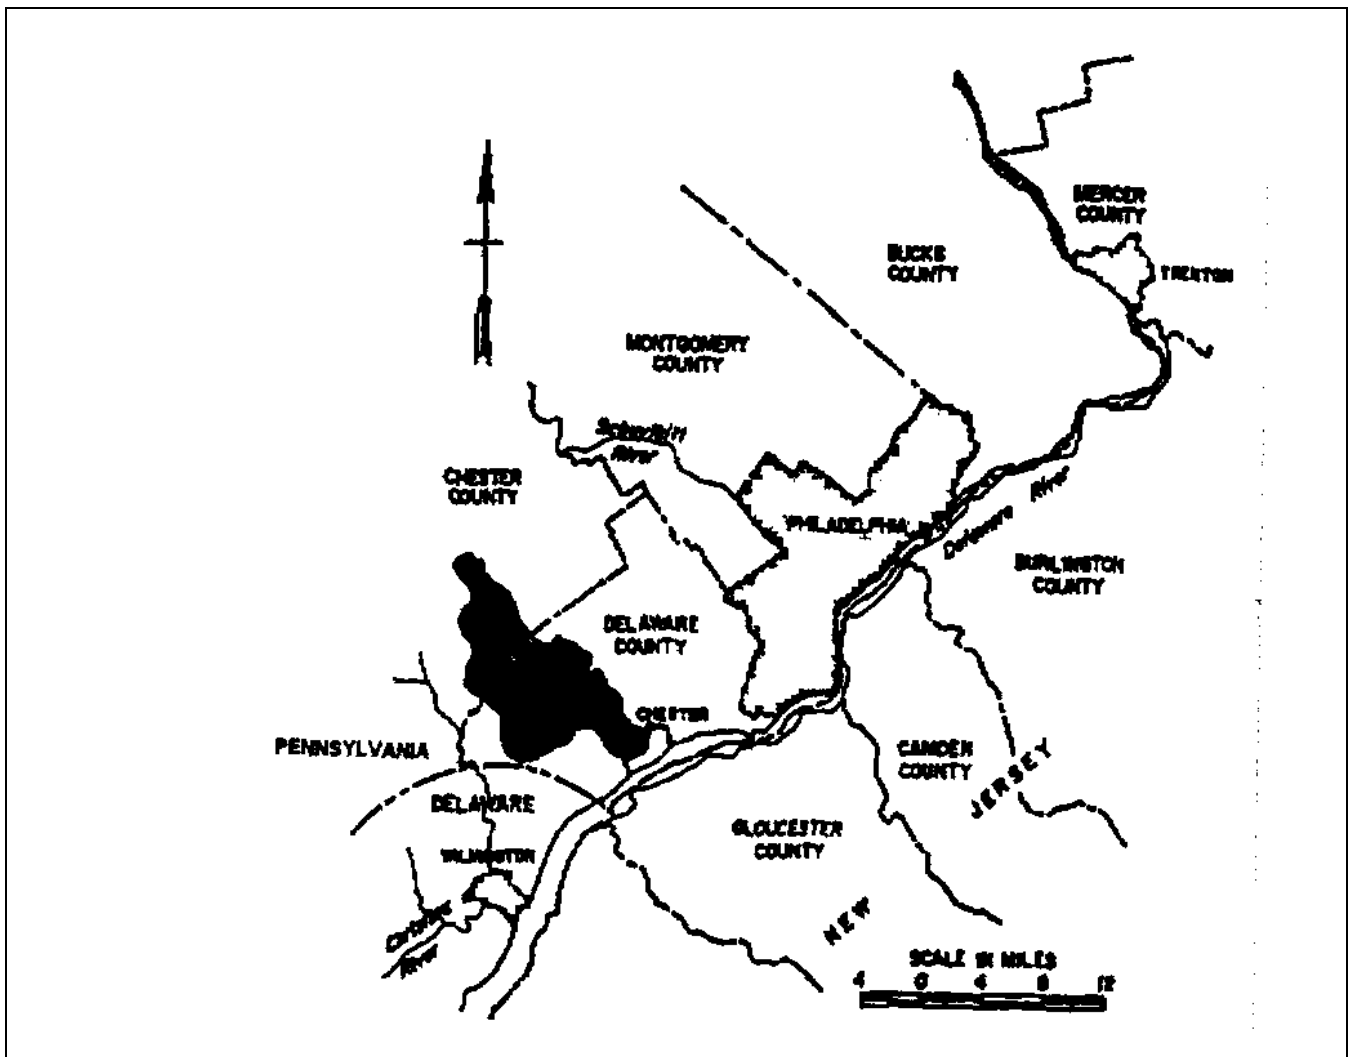 MERCER
COUNTY
BUCKS
COUNTY
TRENTON
MONTGOMERY
COUNTY
Schuylkill
River
CHESTER
COUNTY
PHILADELPHIA
Delaware River
BURLINGTON
COUNTY
DELAWARE
COUNTY
CHESTER
PENNSYLVANIA
CAMDEN
COUNTY
DELAWARE
GLOUCESTER
COUNTY
WILMINGTON
NEW JERSEY
Christina
River
SCALE IN MILES
4 0 4 8 12